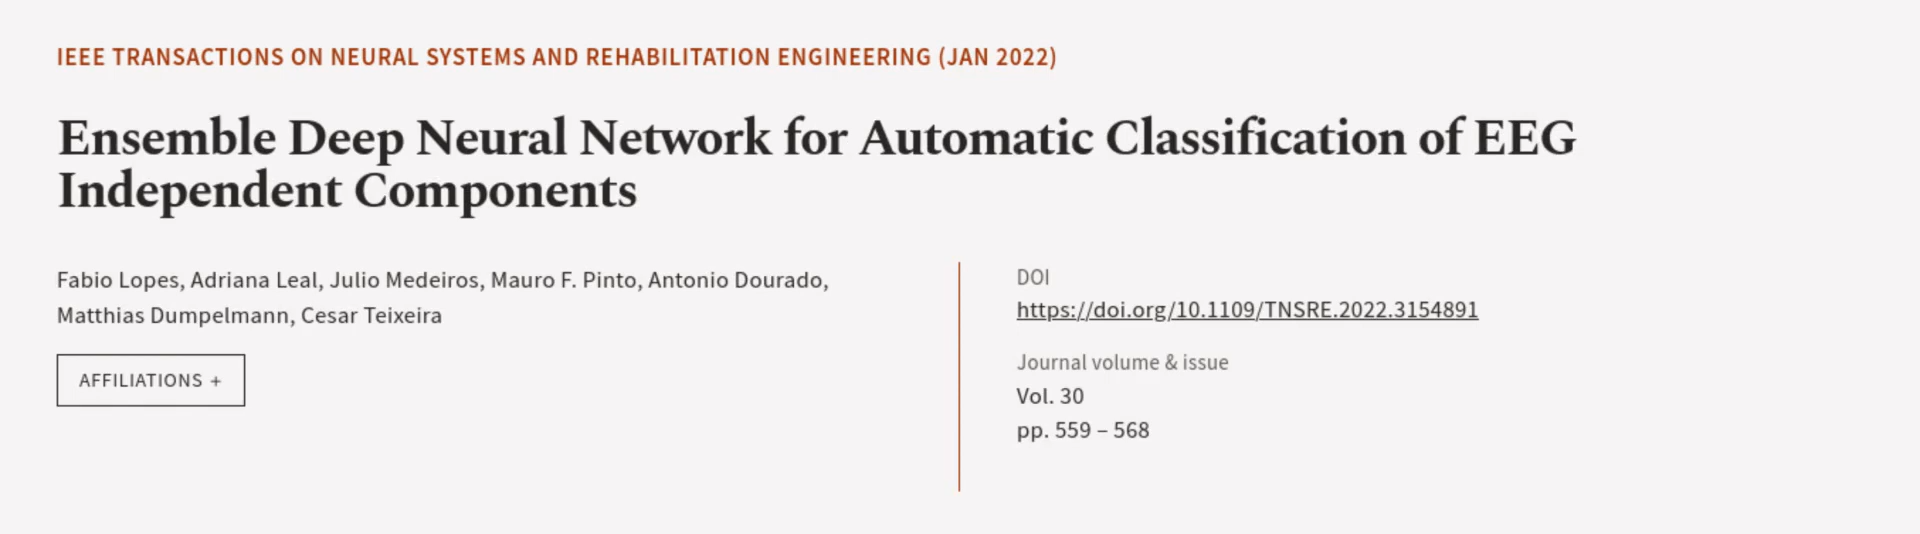 IEEE TRANSACTIONS ON NEURAL SYSTEMS AND REHABILITATION ENGINEERING (JAN 2022)
Ensemble Deep Neural Network for Automatic Classification of EEG
Independent Components
Fabio Lopes, Adriana Leal, Julio Medeiros, Mauro F. Pinto, Antonio Dourado,
Matthias Dumpelmann, Cesar Teixeira
AFFILIATIONS +
DOI
https://doi.org/10.1109/TNSRE.2022.3154891
Journal volume & issue
Vol. 30
pp. 559 – 568